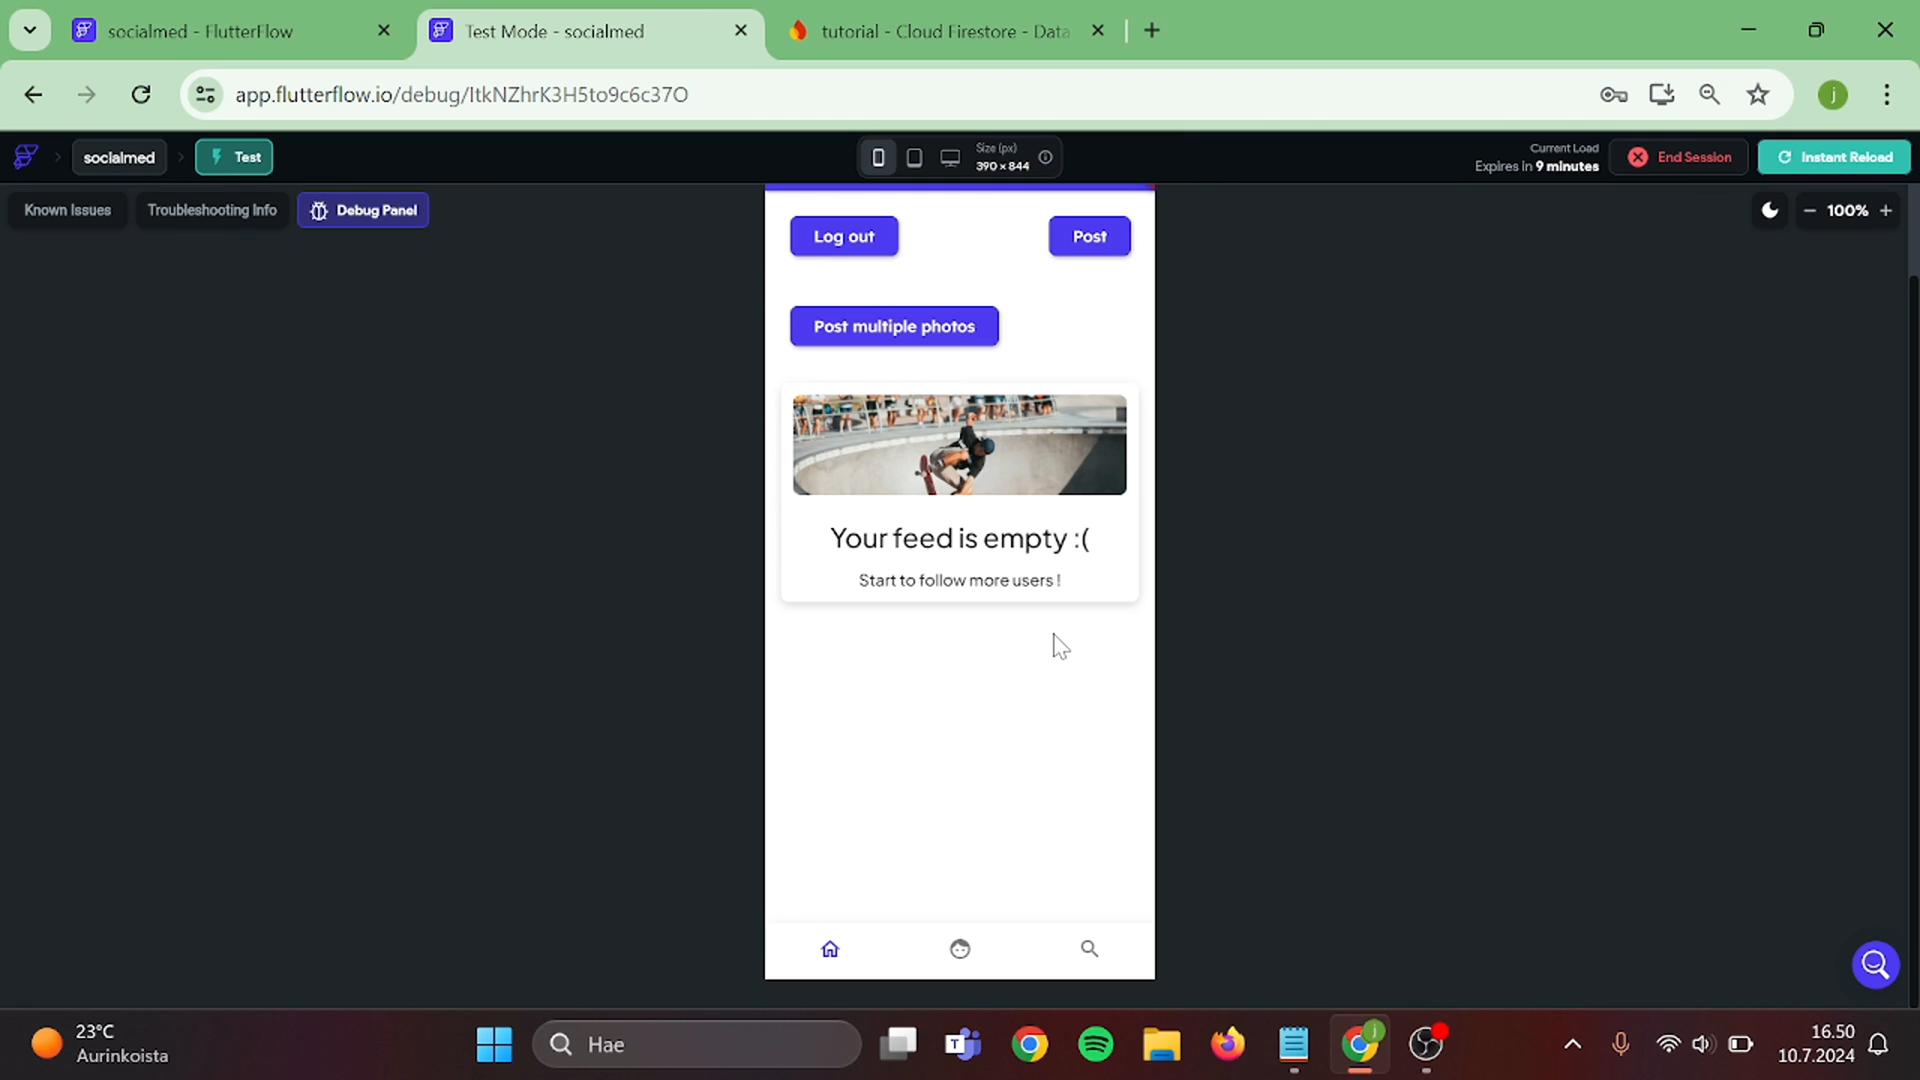 socialmed - FlutterFlow
Test Mode - socialmed
tutorial - Cloud Firestore - Data
app.flutterflow.io/debug/ItkNZhrK3H5to9c6c37O
j
socialmed
Test
Size (px)
390 × 844
Current Load
Expires in 9 minutes
End Session
Instant Reload
Known Issues
Troubleshooting Info
Debug Panel
100%
Log out
Post
Post multiple photos
Your feed is empty :(
Start to follow more users !
23°C
Aurinkoista
Hae
16.50
10.7.2024